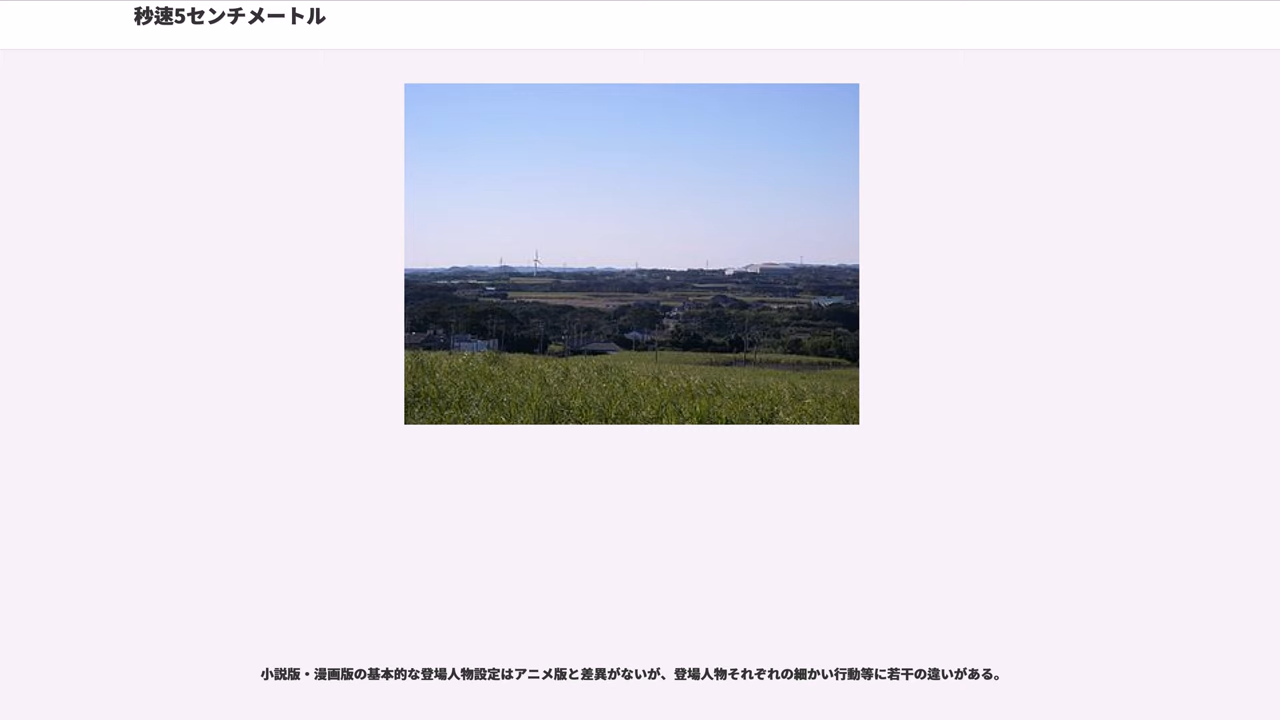 秒速5センチメートル
小説版・漫画版の基本的な登場人物設定はアニメ版と差異がないが、登場人物それぞれの細かい行動等に若干の違いがある。